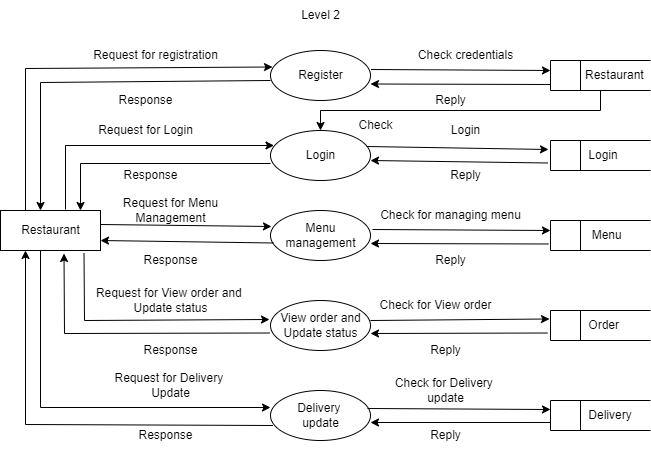 Level 2
Request for registration
Check credentials
Register
Restaurant
Response
Reply
Request for Login
Check
Login
Login
Login
Response
Reply
Request for Menu
Management
Check for managing menu
Restaurant
Menu
management
Menu
Response
Reply
Request for View order and
Update status
Check for View order
View order and
Update status
Order
Response
Reply
Request for Delivery
Update
Check for Delivery
update
Delivery
update
Delivery
Response
Reply